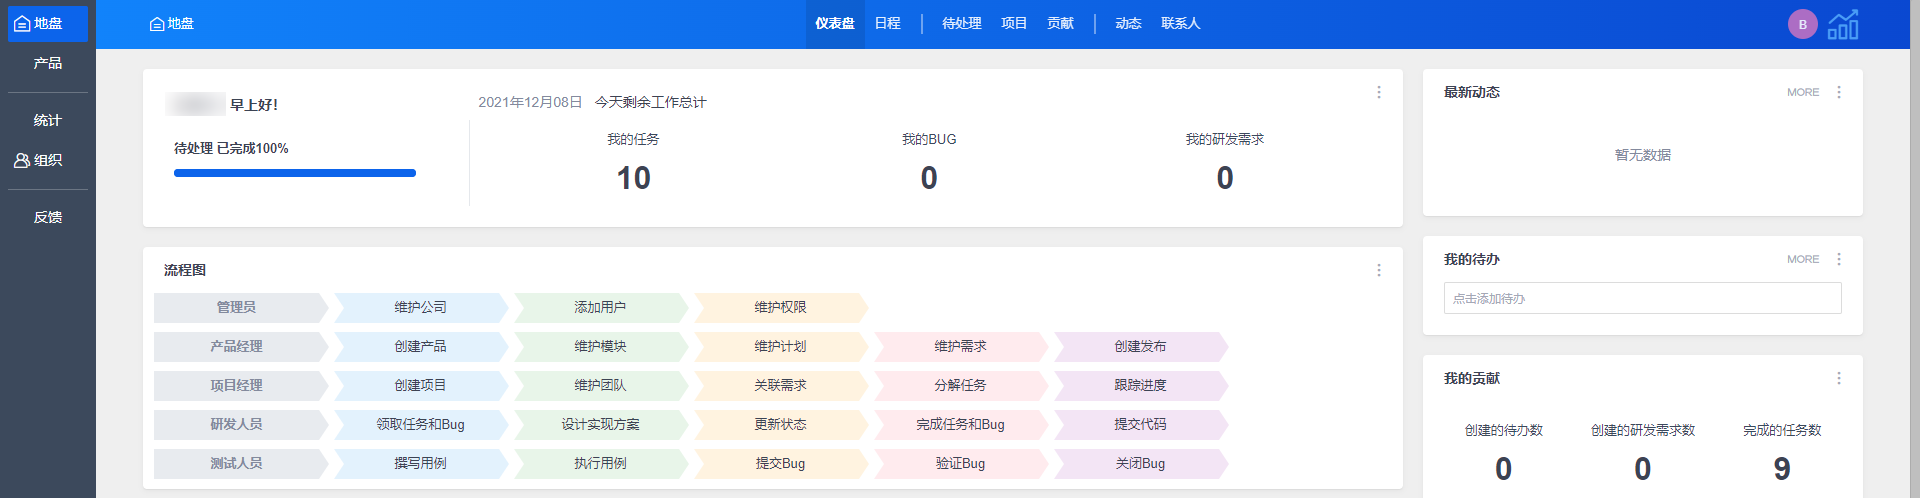 地盘
产品
统计
组织
反馈
地盘
仪表盘 日程 待处理 项目 贡献 动态 联系人
B
早上好!
待处理 已完成100%
2021年12月08日 今天剩余工作总计
我的任务 我的BUG 我的研发需求
10 0 0
流程图
管理员 维护公司 添加用户 维护权限
产品经理 创建产品 维护模块 维护计划 维护需求 创建发布
项目经理 创建项目 维护团队 关联需求 分解任务 跟踪进度
研发人员 领取任务和Bug 设计实现方案 更新状态 完成任务和Bug 提交代码
测试人员 撰写用例 执行用例 提交Bug 验证Bug 关闭Bug
最新动态 MORE
暂无数据
我的待办 MORE
点击添加待办
我的贡献
创建的待办数 创建的研发需求数 完成的任务数
0 0 9